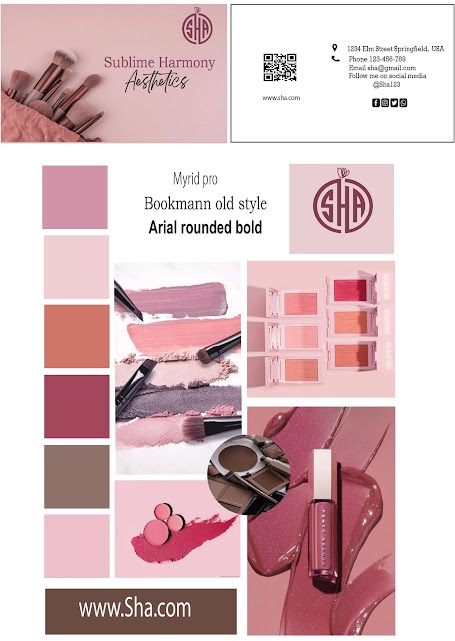 SHA
Sublime Harmony
Aesthetics
1234 Elm Street Springfield, USA
Phone 123-456-789
Email sha@gmail.com
Follow me on social media
@Sha123
www.sha.com
Myrid pro
Bookmann old style
Arial rounded bold
SHA
www.Sha.com